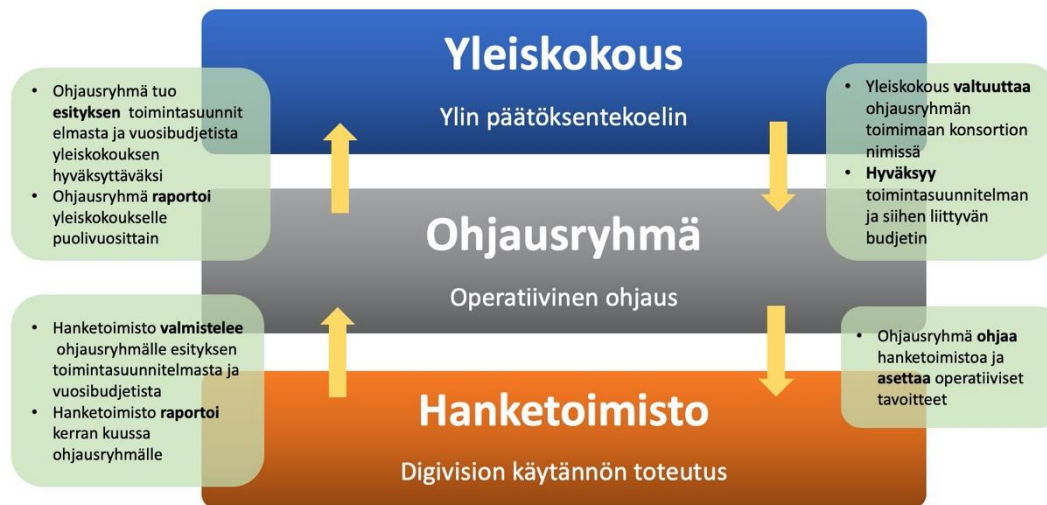 Yleiskokous
Ylin päätöksentekoelin
• Ohjausryhmä tuo
esityksen toimintasuunnit
elmasta ja vuosibudjetista
yleiskokouksen
hyväksyttäväksi
• Ohjausryhmä raportoi
yleiskokoukselle
puolivuosittain
• Yleiskokous valtuuttaa
ohjausryhmän
toimimaan konsortion
nimissä
• Hyväksyy
toimintasuunnitelman
ja siihen liittyvän
budjetin
Ohjausryhmä
Operatiivinen ohjaus
• Hanketoimisto valmistelee
ohjausryhmälle esityksen
toimintasuunnitelmasta ja
vuosibudjetista
• Hanketoimisto raportoi
kerran kuussa
ohjausryhmälle
• Ohjausryhmä ohjaa
hanketoimistoa ja
asettaa operatiiviset
tavoitteet
Hanketoimisto
Digivision käytännön toteutus